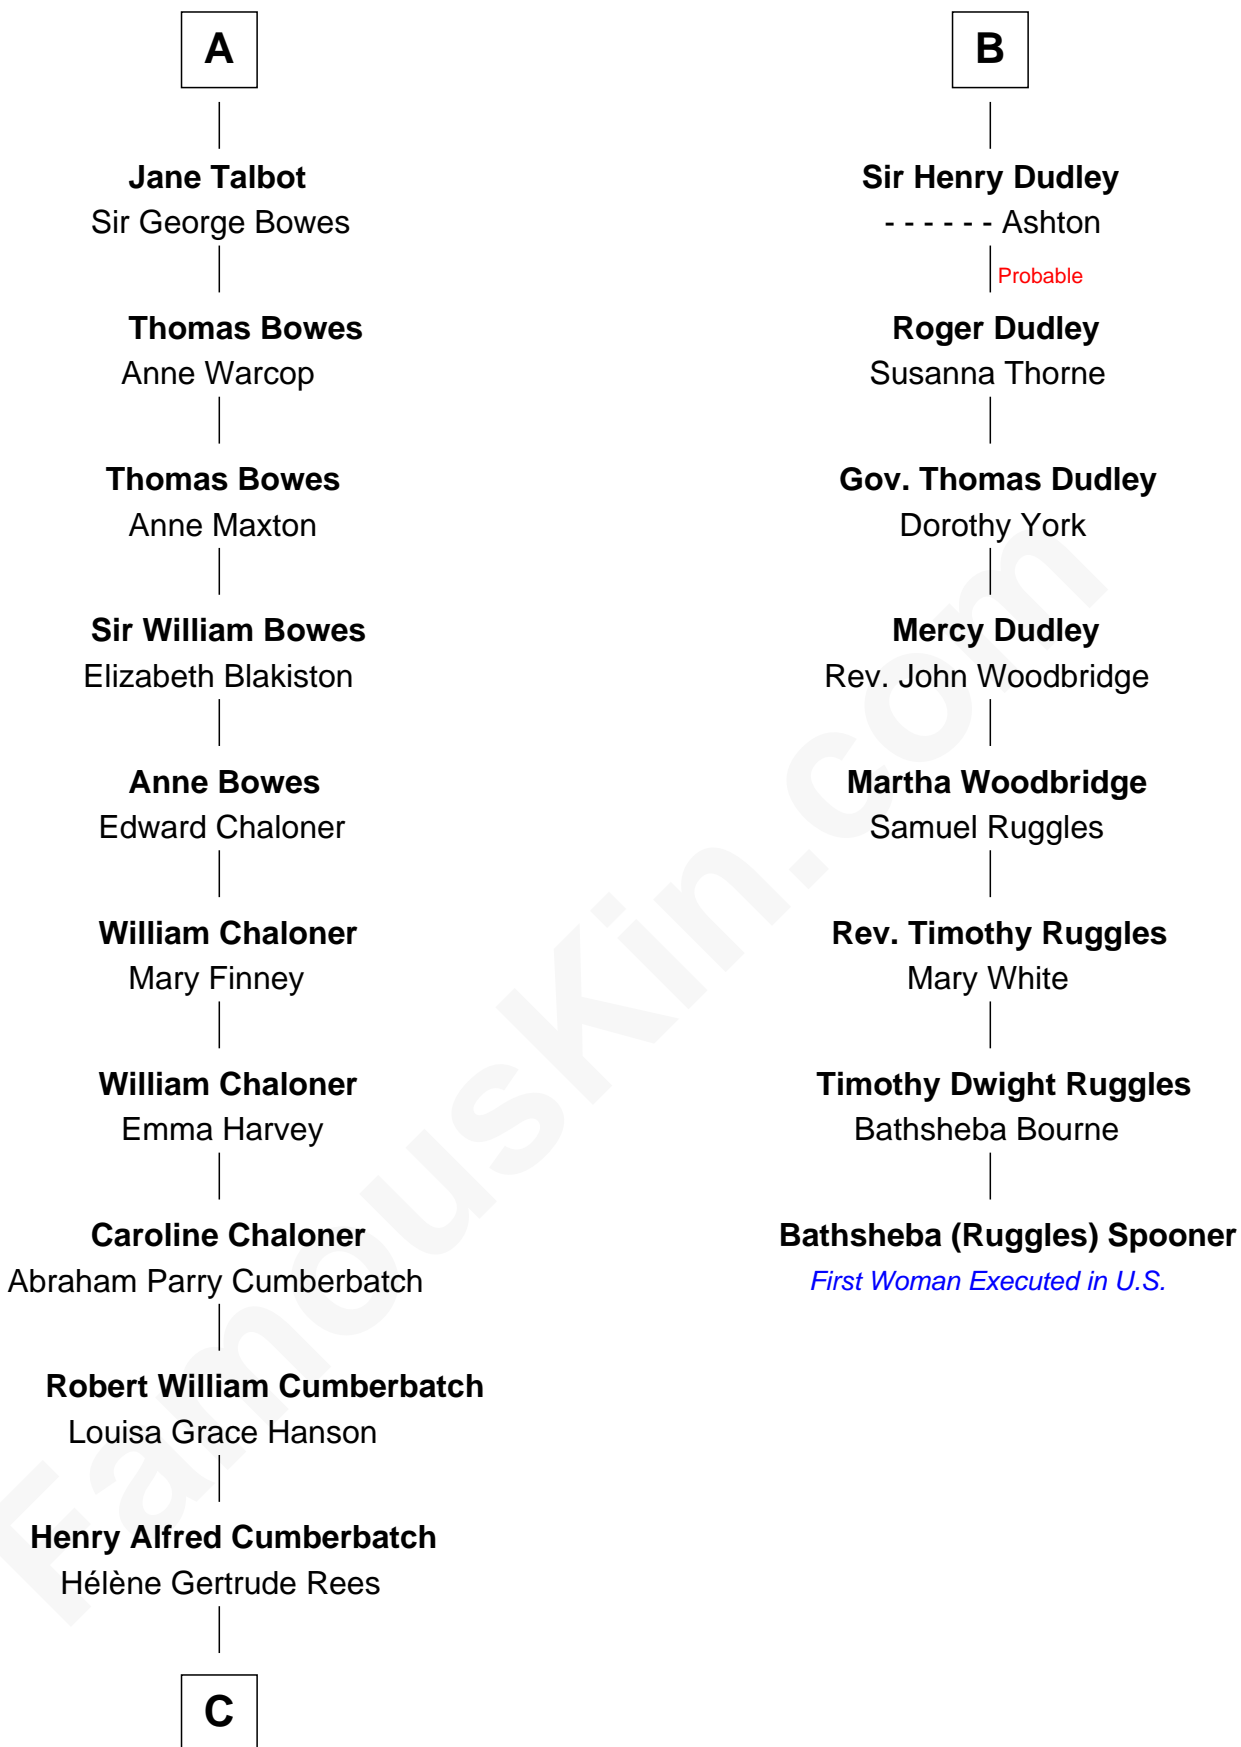 A
Jane Talbot
Sir George Bowes
Thomas Bowes
Anne Warcop
Thomas Bowes
Anne Maxton
Sir William Bowes
Elizabeth Blakiston
Anne Bowes
Edward Chaloner
William Chaloner
Mary Finney
William Chaloner
Emma Harvey
Caroline Chaloner
Abraham Parry Cumberbatch
Robert William Cumberbatch
Louisa Grace Hanson
Henry Alfred Cumberbatch
Hélène Gertrude Rees
C
B
Sir Henry Dudley
- - - - - - Ashton
Probable
Roger Dudley
Susanna Thorne
Gov. Thomas Dudley
Dorothy York
Mercy Dudley
Rev. John Woodbridge
Martha Woodbridge
Samuel Ruggles
Rev. Timothy Ruggles
Mary White
Timothy Dwight Ruggles
Bathsheba Bourne
Bathsheba (Ruggles) Spooner
First Woman Executed in U.S.
FamousKin.com